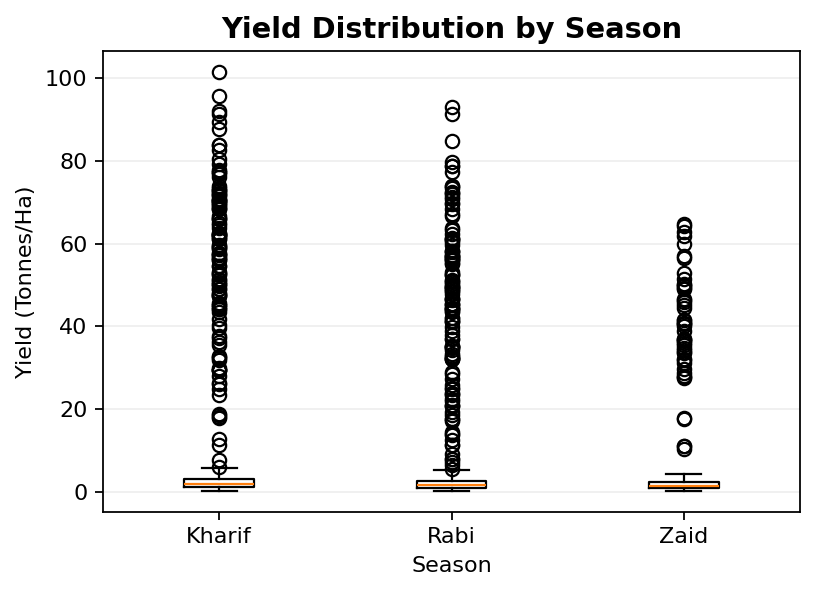 Yield Distribution by Season
Yield (Tonnes/Ha)
100
80
60
40
20
0
Kharif
Rabi
Zaid
Season